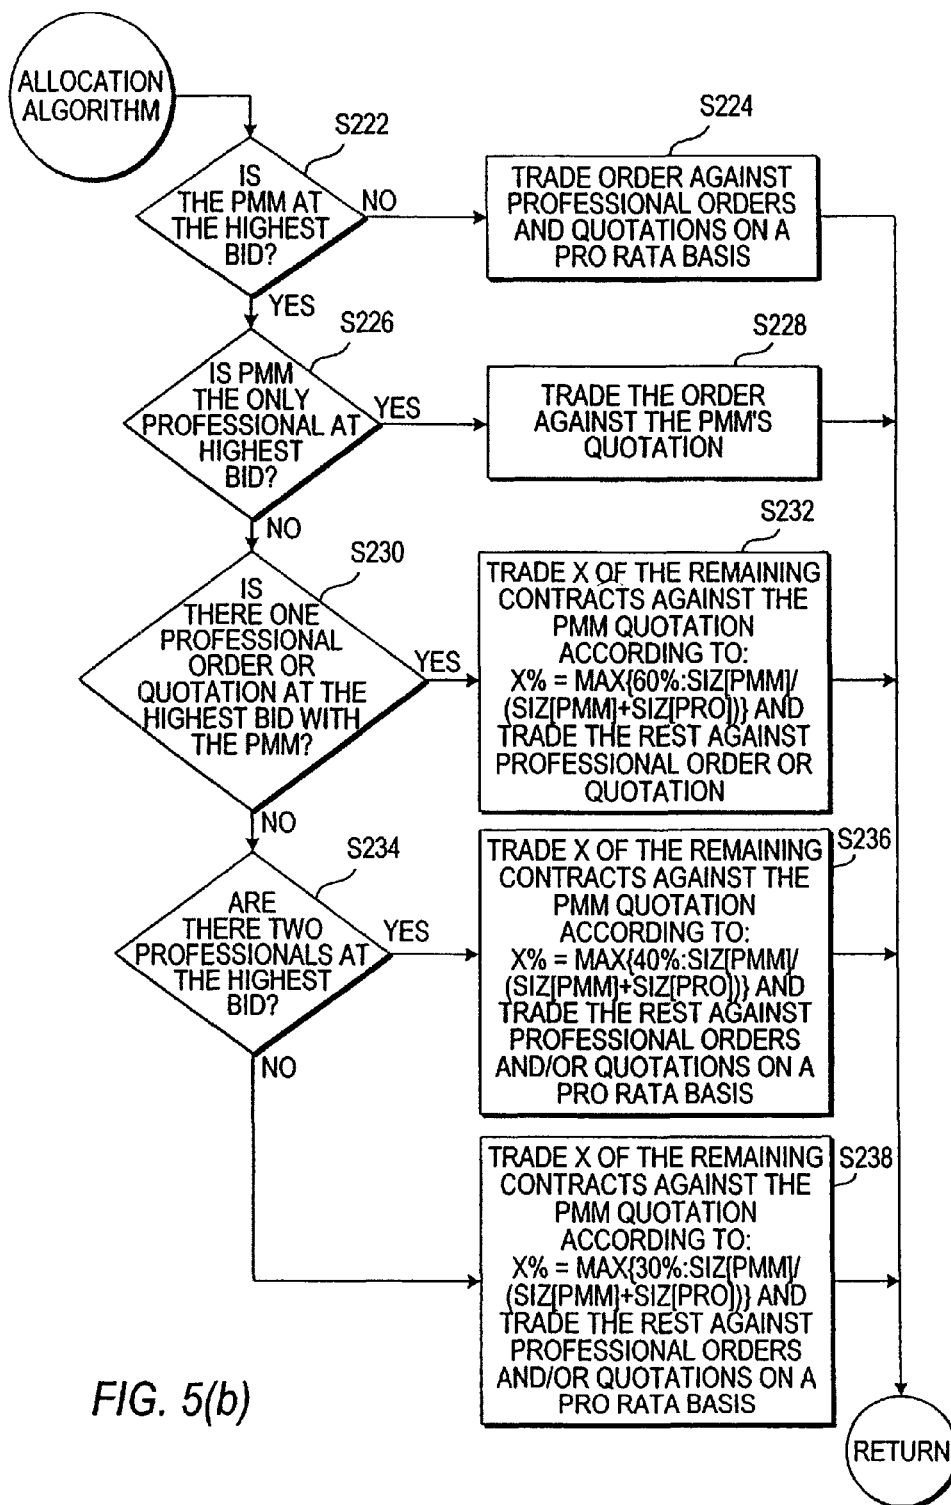 ALLOCATION
ALGORITHM
S222
IS
THE PMM AT
THE HIGHEST
BID?
NO
YES
S224
TRADE ORDER AGAINST
PROFESSIONAL ORDERS
AND QUOTATIONS ON A
PRO RATA BASIS
S226
IS PMM
THE ONLY
PROFESSIONAL AT
HIGHEST
BID?
YES
NO
S228
TRADE THE ORDER
AGAINST THE PMM'S
QUOTATION
S230
IS
THERE ONE
PROFESSIONAL
ORDER OR
QUOTATION AT THE
HIGHEST BID WITH
THE PMM?
YES
NO
S232
TRADE X OF THE REMAINING
CONTRACTS AGAINST THE
PMM QUOTATION
ACCORDING TO:
X% = MAX{60%:SIZ[PMM]/
(SIZ[PMM]+SIZ[PRO])} AND
TRADE THE REST AGAINST
PROFESSIONAL ORDER OR
QUOTATION
S234
ARE
THERE TWO
PROFESSIONALS AT
THE HIGHEST
BID?
YES
NO
S236
TRADE X OF THE REMAINING
CONTRACTS AGAINST THE
PMM QUOTATION
ACCORDING TO:
X% = MAX{40%:SIZ[PMM]/
(SIZ[PMM]+SIZ[PRO])} AND
TRADE THE REST AGAINST
PROFESSIONAL ORDERS
AND/OR QUOTATIONS ON A
PRO RATA BASIS
S238
TRADE X OF THE REMAINING
CONTRACTS AGAINST THE
PMM QUOTATION
ACCORDING TO:
X% = MAX{30%:SIZ[PMM]/
(SIZ[PMM]+SIZ[PRO])} AND
TRADE THE REST AGAINST
PROFESSIONAL ORDERS
AND/OR QUOTATIONS ON A
PRO RATA BASIS
FIG. 5(b)
RETURN